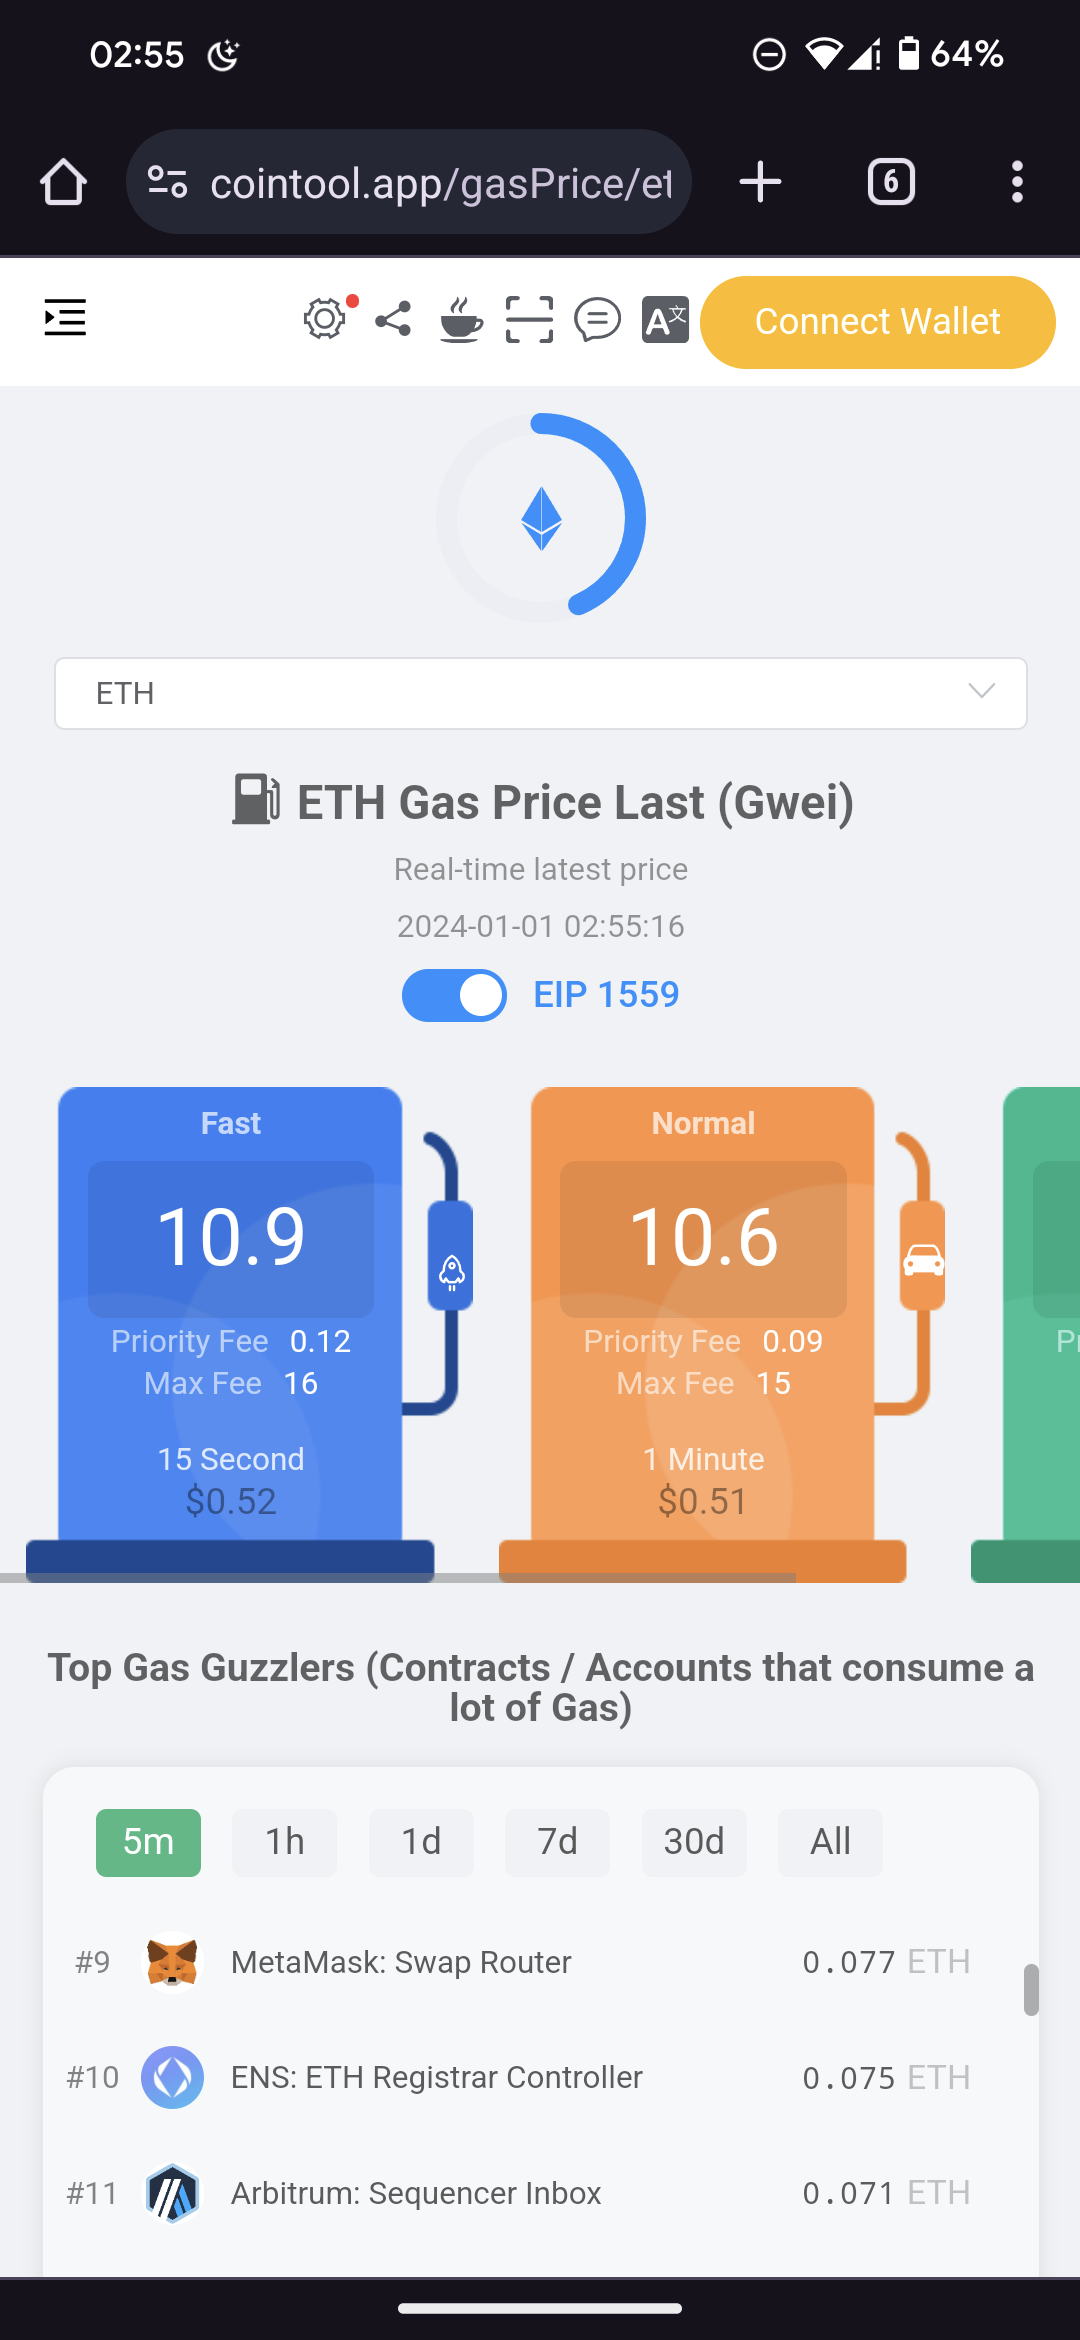 02:55
64%
cointool.app/gasPrice/et
6
A文
Connect Wallet
ETH
ETH Gas Price Last (Gwei)
Real-time latest price
2024-01-01 02:55:16
EIP 1559
Fast
10.9
Priority Fee 0.12
Max Fee 16
15 Second
$0.52
Normal
10.6
Priority Fee 0.09
Max Fee 15
1 Minute
$0.51
Top Gas Guzzlers (Contracts / Accounts that consume a
lot of Gas)
5m 1h 1d 7d 30d All
#9 MetaMask: Swap Router 0.077 ETH
#10 ENS: ETH Registrar Controller 0.075 ETH
#11 Arbitrum: Sequencer Inbox 0.071 ETH